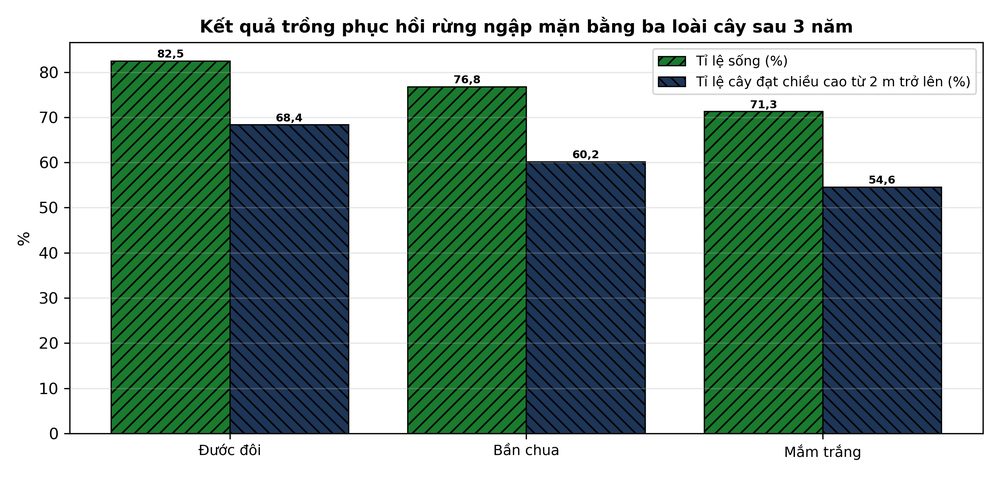 Kết quả trồng phục hồi rừng ngập mặn bằng ba loài cây sau 3 năm
Tỉ lệ sống (%)
Tỉ lệ cây đạt chiều cao từ 2 m trở lên (%)
%
80
70
60
50
40
30
20
10
0
82,5
68,4
76,8
60,2
71,3
54,6
Đước đôi
Bần chua
Mắm trắng